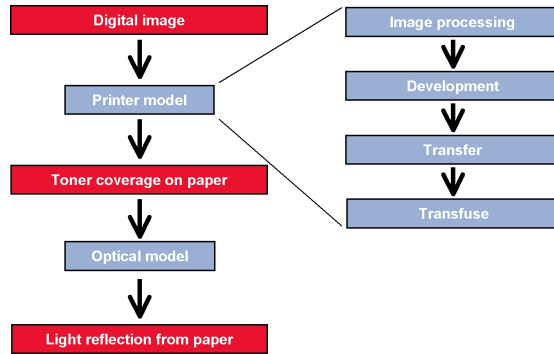 Digital image
Printer model
Toner coverage on paper
Optical model
Light reflection from paper
Image processing
Development
Transfer
Transfuse